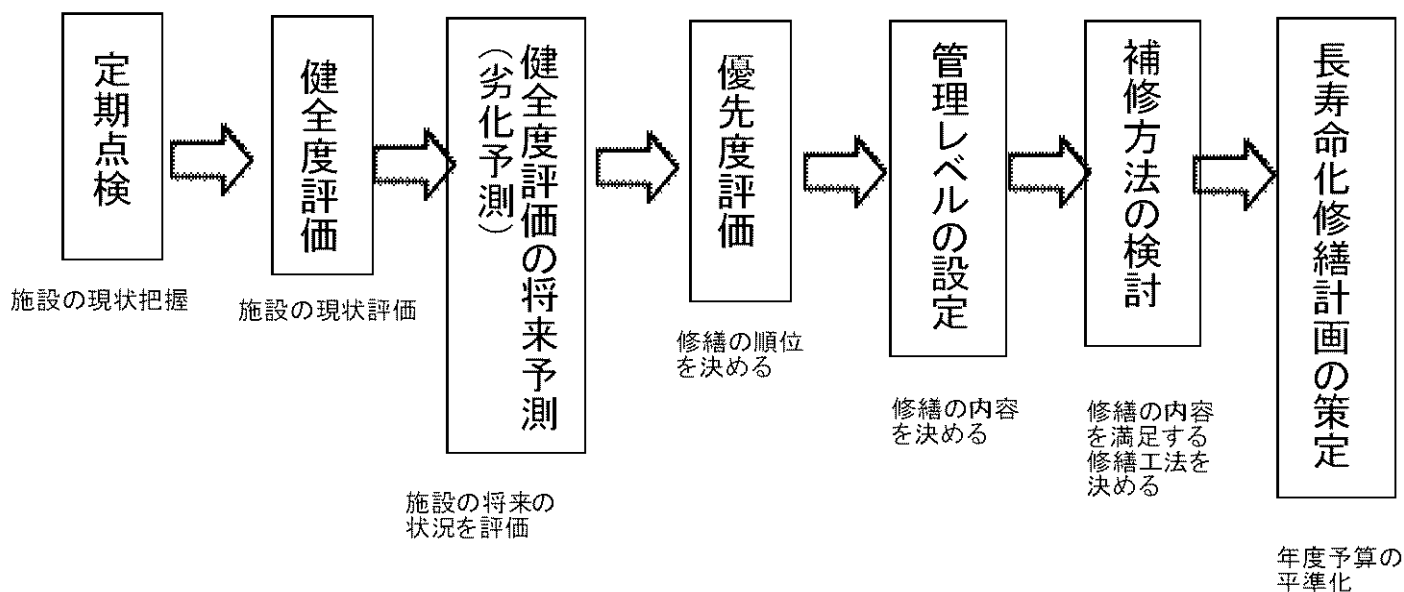 定期点検
施設の現状把握
健全度評価
施設の現状評価
健全度評価の将来予測
（劣化予測）
施設の将来の
状況を評価
優先度評価
修繕の順位
を決める
管理レベルの設定
修繕の内容
を決める
補修方法の検討
修繕の内容
を満足する
修繕工法を
決める
長寿命化修繕計画の策定
年度予算の
平準化